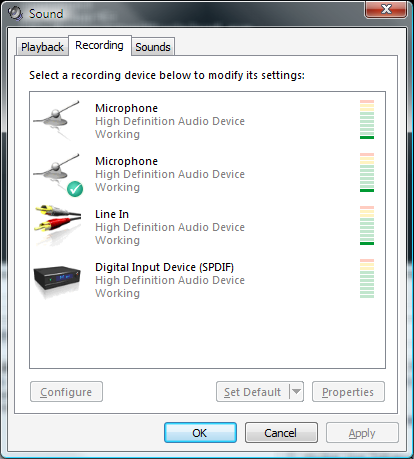 Sound
Playback Recording Sounds
Select a recording device below to modify its settings:
Microphone
High Definition Audio Device
Working
Microphone
High Definition Audio Device
Working
Line In
High Definition Audio Device
Working
Digital Input Device (SPDIF)
High Definition Audio Device
Working
Configure Set Default Properties
OK Cancel Apply